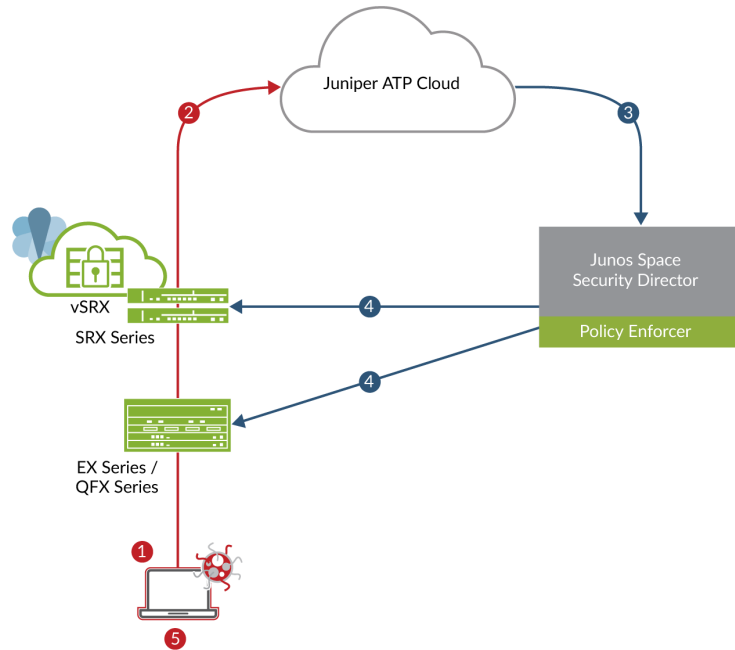 Juniper ATP Cloud
2
3
Junos Space
Security Director
Policy Enforcer
vSRX
SRX Series
4
4
EX Series /
QFX Series
1
5